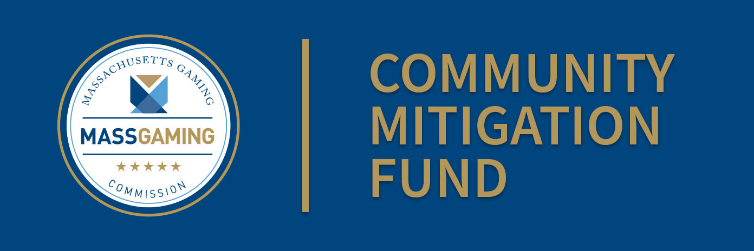 MASSACHUSETTS GAMING
MASSGAMING
COMMISSION
COMMUNITY
MITIGATION
FUND